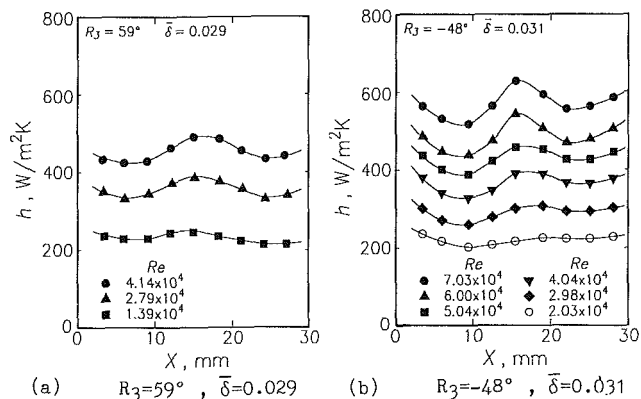 800
600
400
200
0
h , W/m²K
R₃ = 59° δ̄ = 0.029
Re
● 4.14x10⁴
▲ 2.79x10⁴
■ 1.39x10⁴
0 10 20 30
X , mm
(a) R₃=59° , δ̄=0.029
800
600
400
200
0
h , W/m²K
R₃ = -48° δ̄ = 0.031
Re Re
● 7.03x10⁴ ▼ 4.04x10⁴
▲ 6.00x10⁴ ◆ 2.98x10⁴
■ 5.04x10⁴ ○ 2.03x10⁴
0 10 20 30
X , mm
(b) R₃=-48° , δ̄=0.031